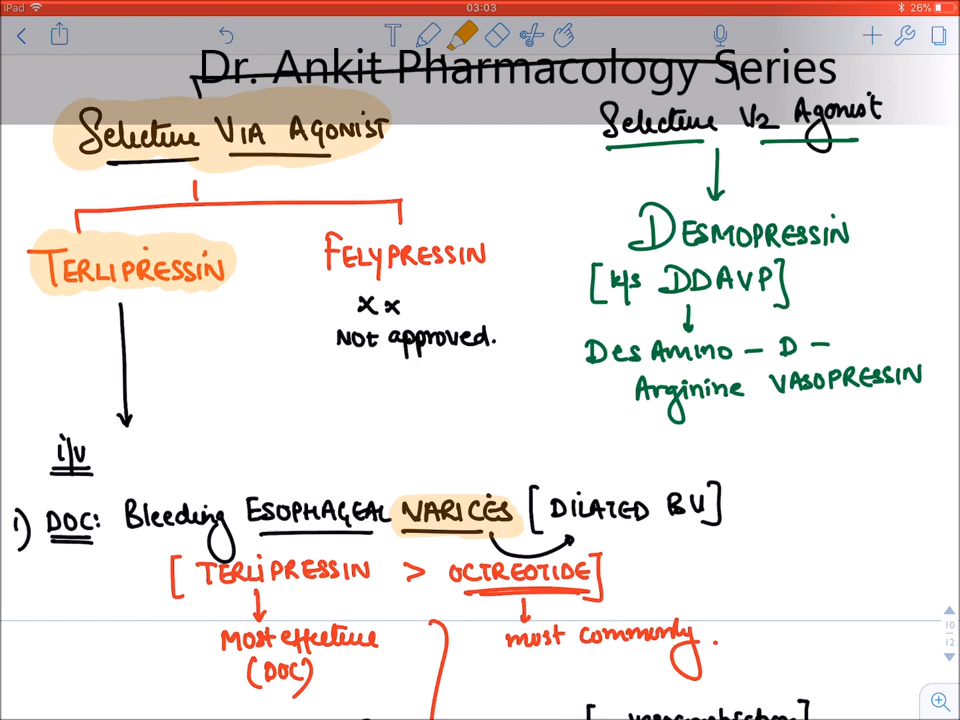 iPad 03:03 26%
T
Dr. Ankit Pharmacology Series
Selective V1A AGONIST
Selective V2 Agonist
TERLIPRESSIN
FELYPRESSIN
x x
Not approved.
DESMOPRESSIN
[k/s DDAVP]
Des Amino - D -
Arginine VASOPRESSIN
i/v
1) DOC: Bleeding ESOPHAGEAL VARICES [DILATED BV]
[TERLIPRESSIN > OCTREOTIDE]
Most effective
(DOC)
most commonly.
10
12